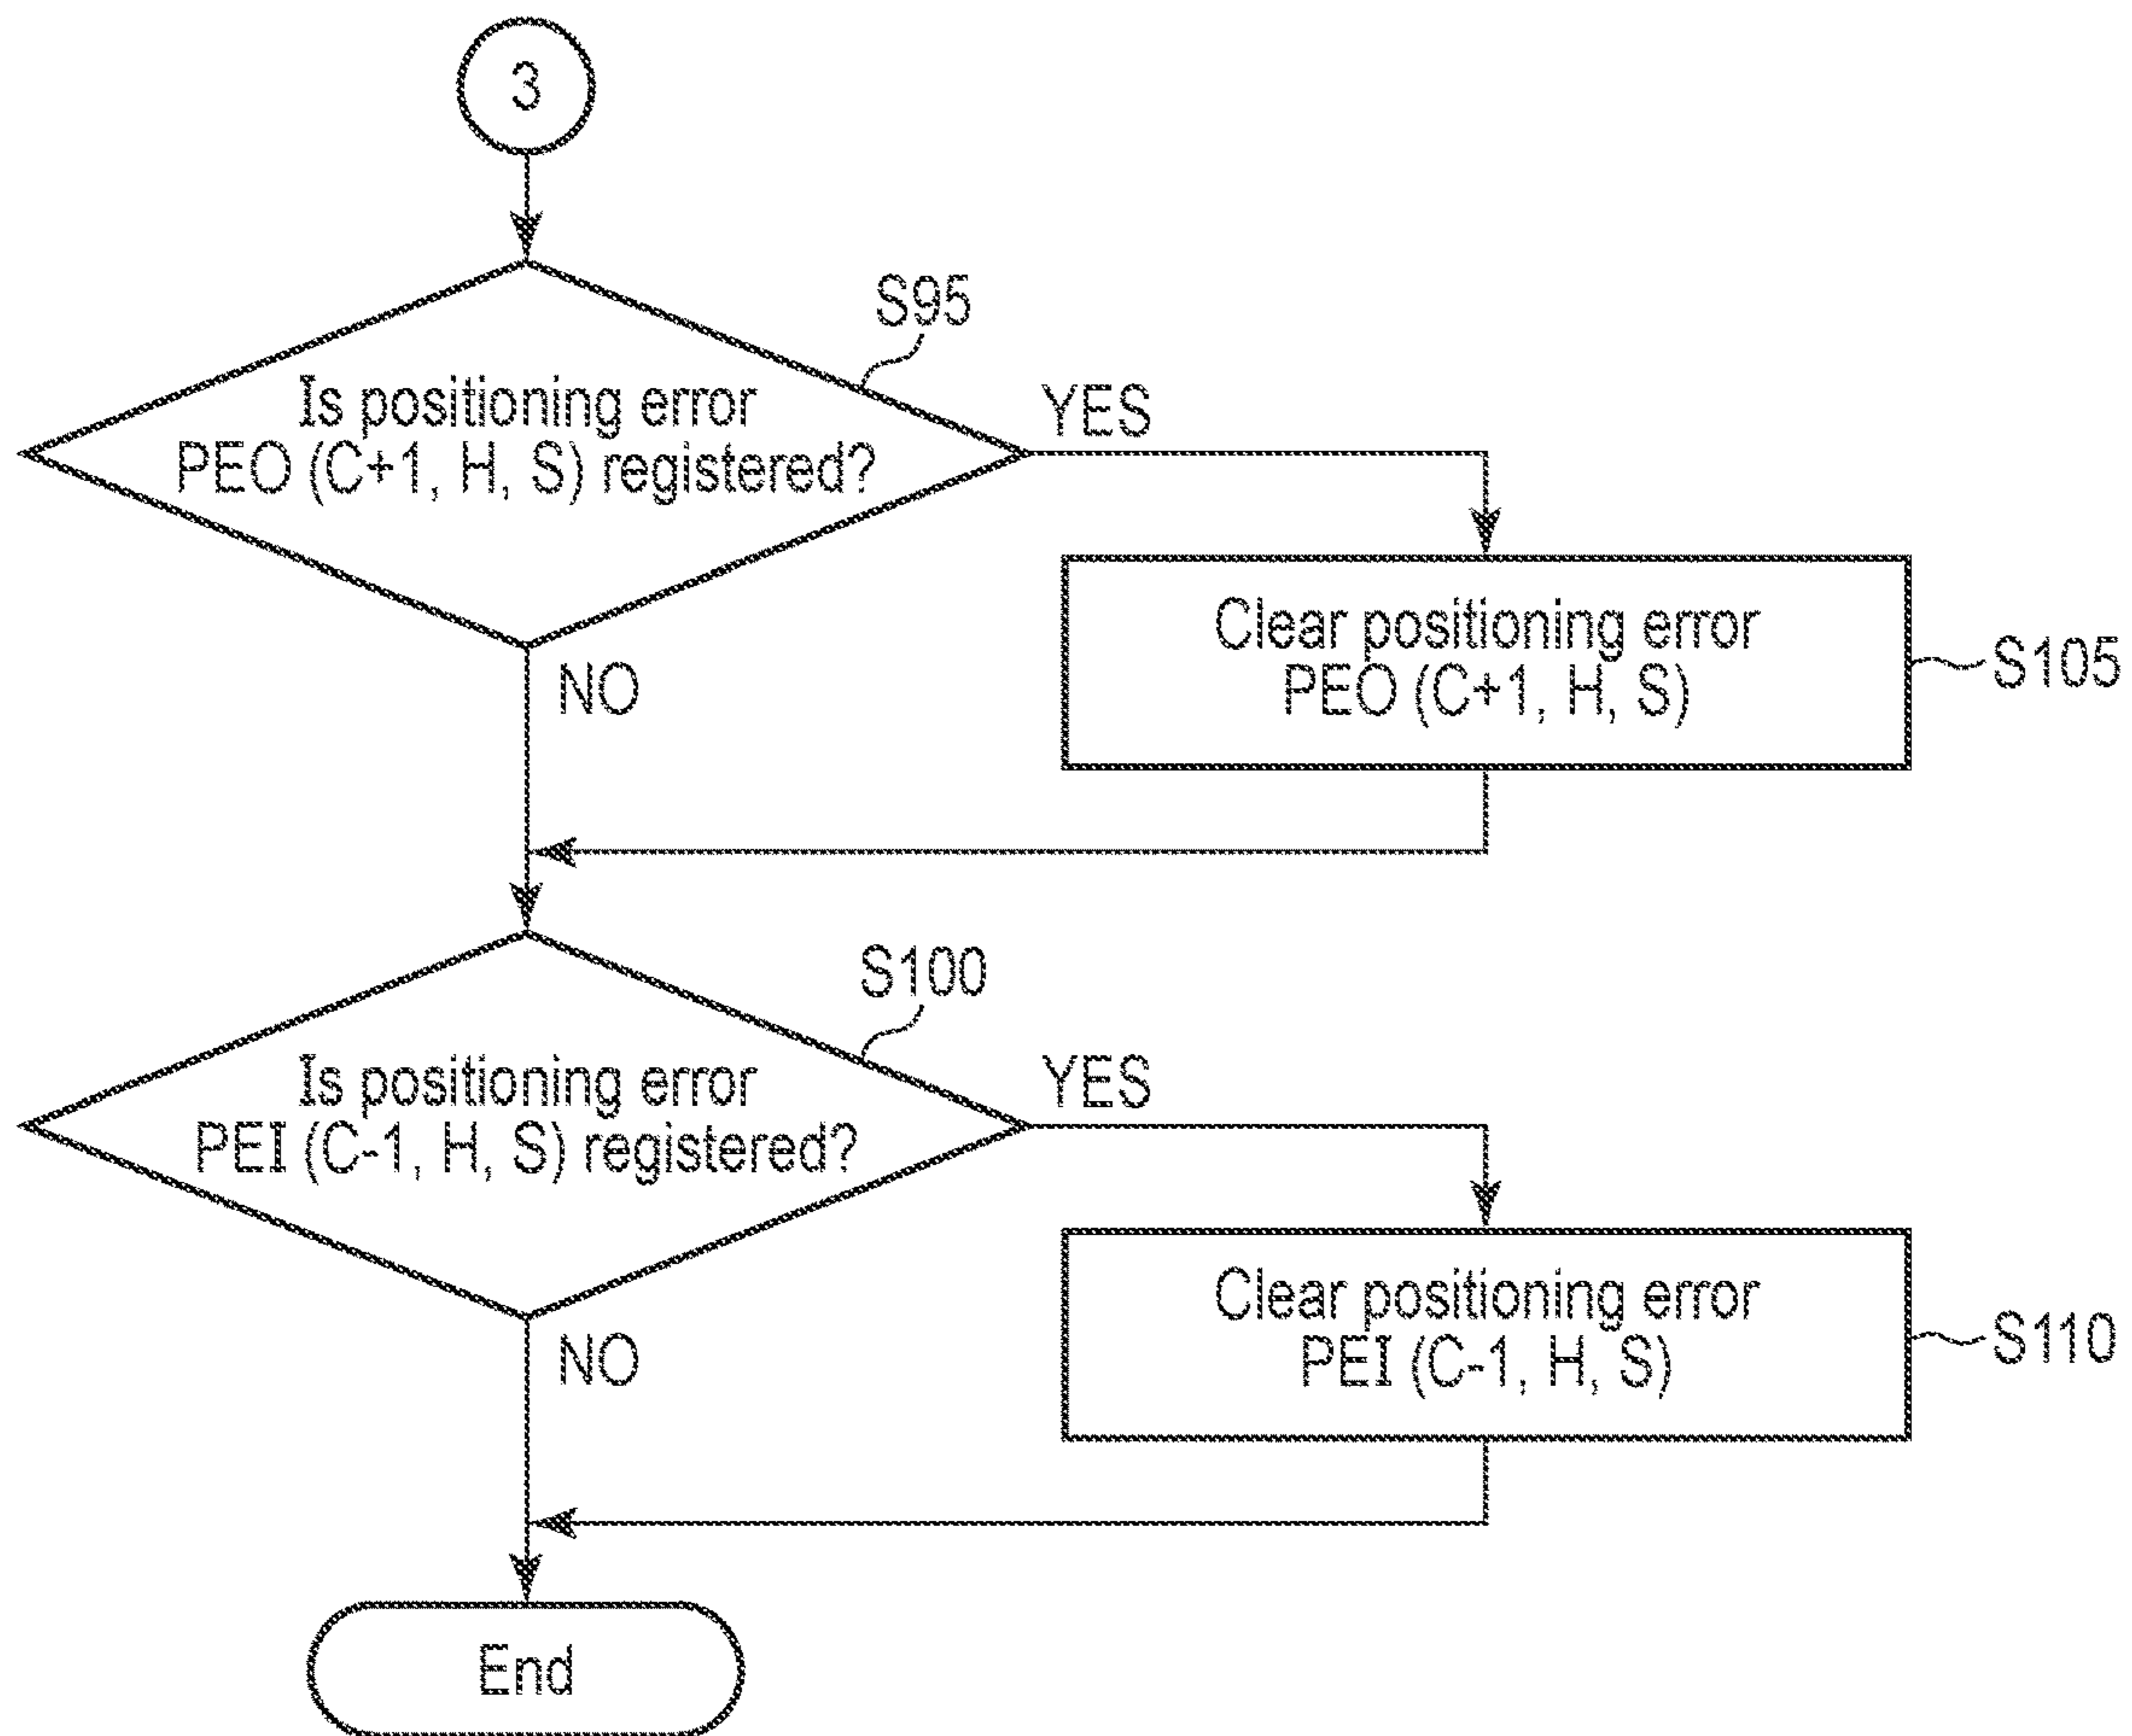 3
S95
Is positioning error
PEO (C+1, H, S) registered?
YES
NO
Clear positioning error
PEO (C+1, H, S)
S105
S100
Is positioning error
PEI (C-1, H, S) registered?
YES
NO
Clear positioning error
PEI (C-1, H, S)
S110
End